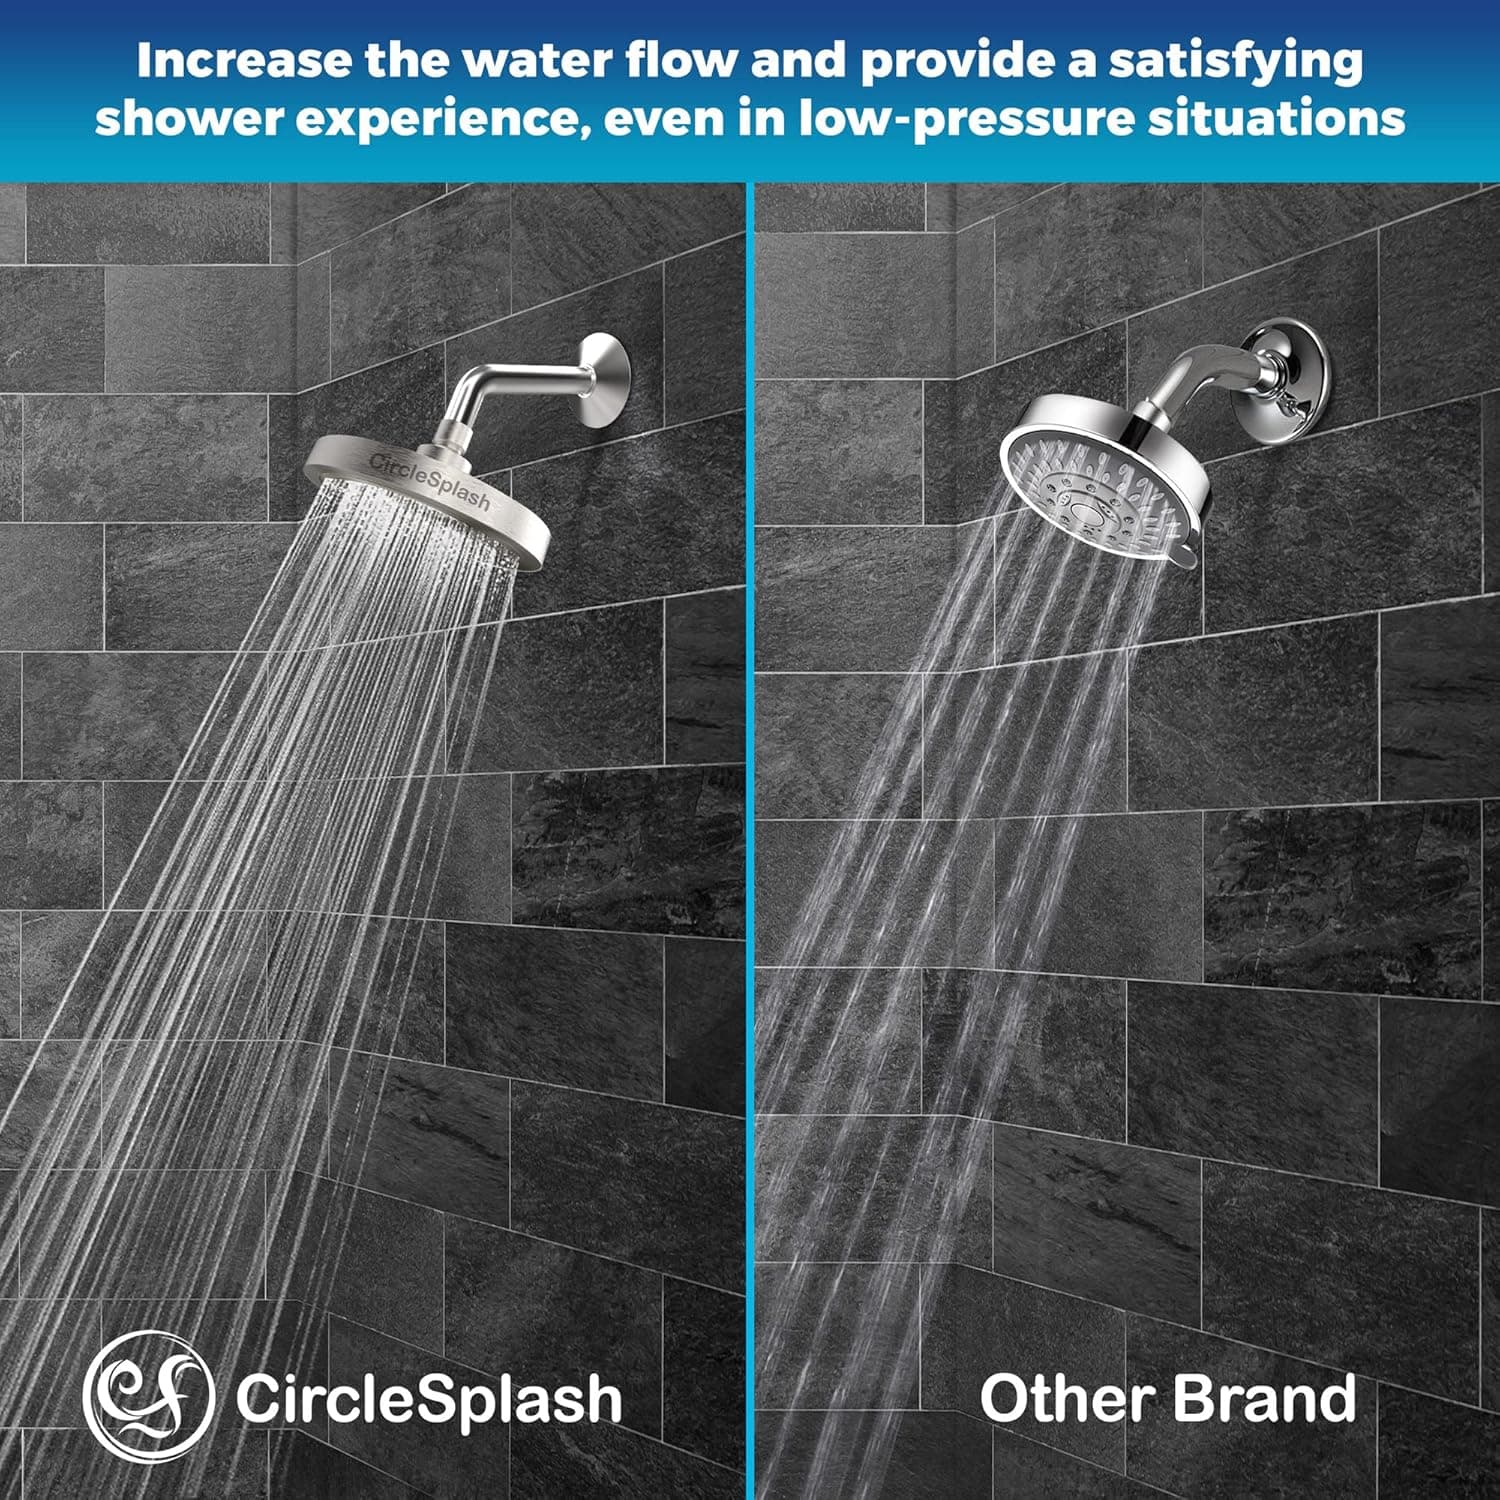 Increase the water flow and provide a satisfying
shower experience, even in low-pressure situations
CircleSplash
CircleSplash
Other Brand